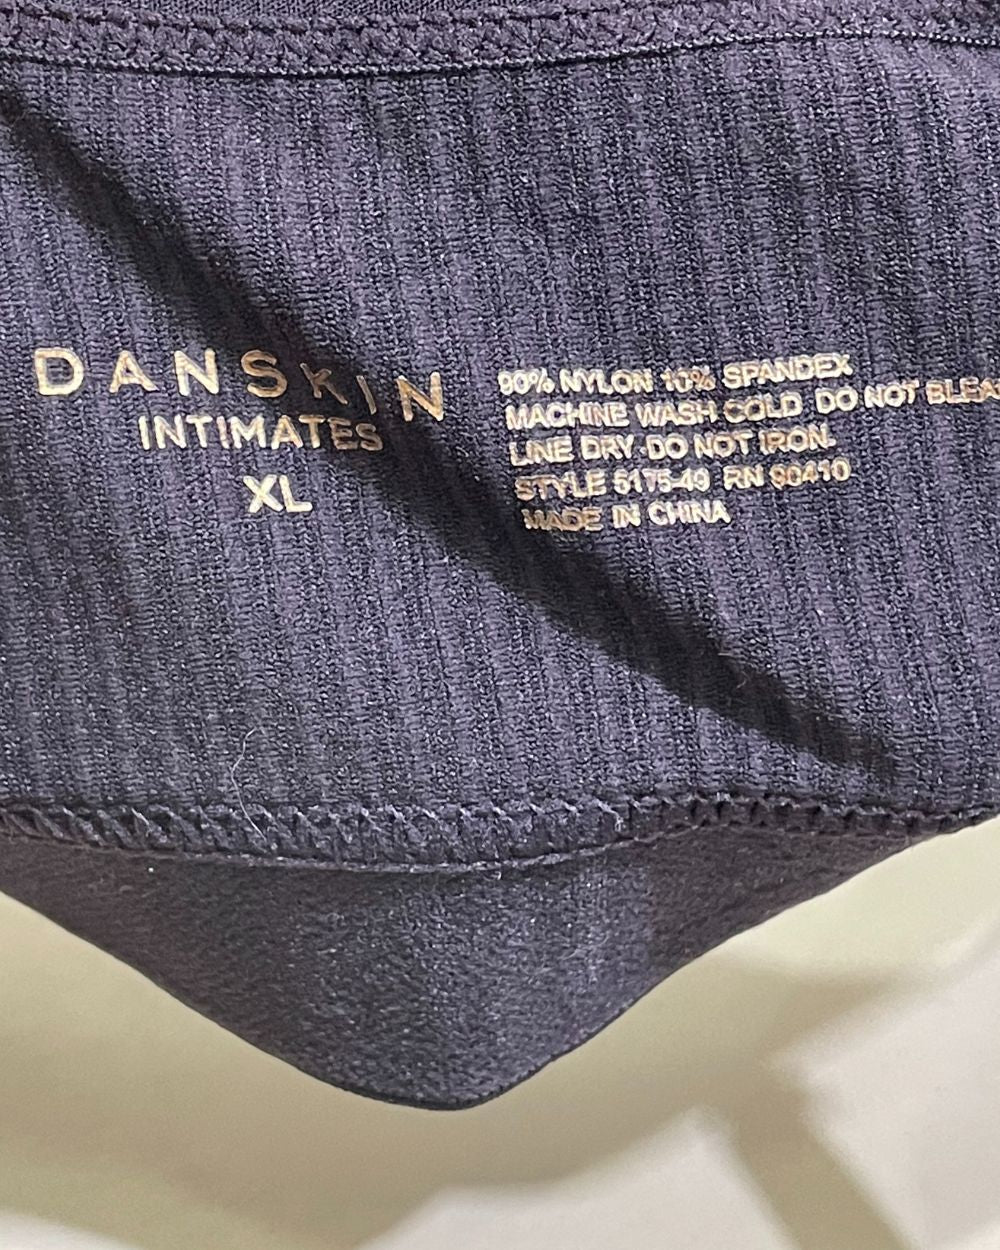 DANSKIN
INTIMATES
XL
90% NYLON 10% SPANDEX
MACHINE WASH COLD DO NOT BLEA
LINE DRY DO NOT IRON.
STYLE 5175-49 RN 90410
MADE IN CHINA